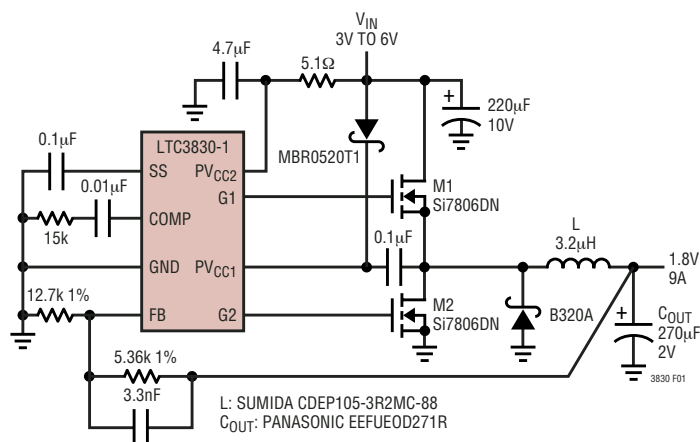 V_IN
3V TO 6V
4.7µF
5.1Ω
+
220µF
10V
0.1µF
LTC3830-1
MBR0520T1
SS
PV_CC2
0.01µF
G1
M1
Si7806DN
COMP
15k
0.1µF
L
3.2µH
1.8V
9A
GND
PV_CC1
12.7k 1%
M2
Si7806DN
FB
G2
B320A
+
C_OUT
270µF
2V
5.36k 1%
3830 F01
3.3nF
L: SUMIDA CDEP105-3R2MC-88
C_OUT: PANASONIC EEFUEOD271R